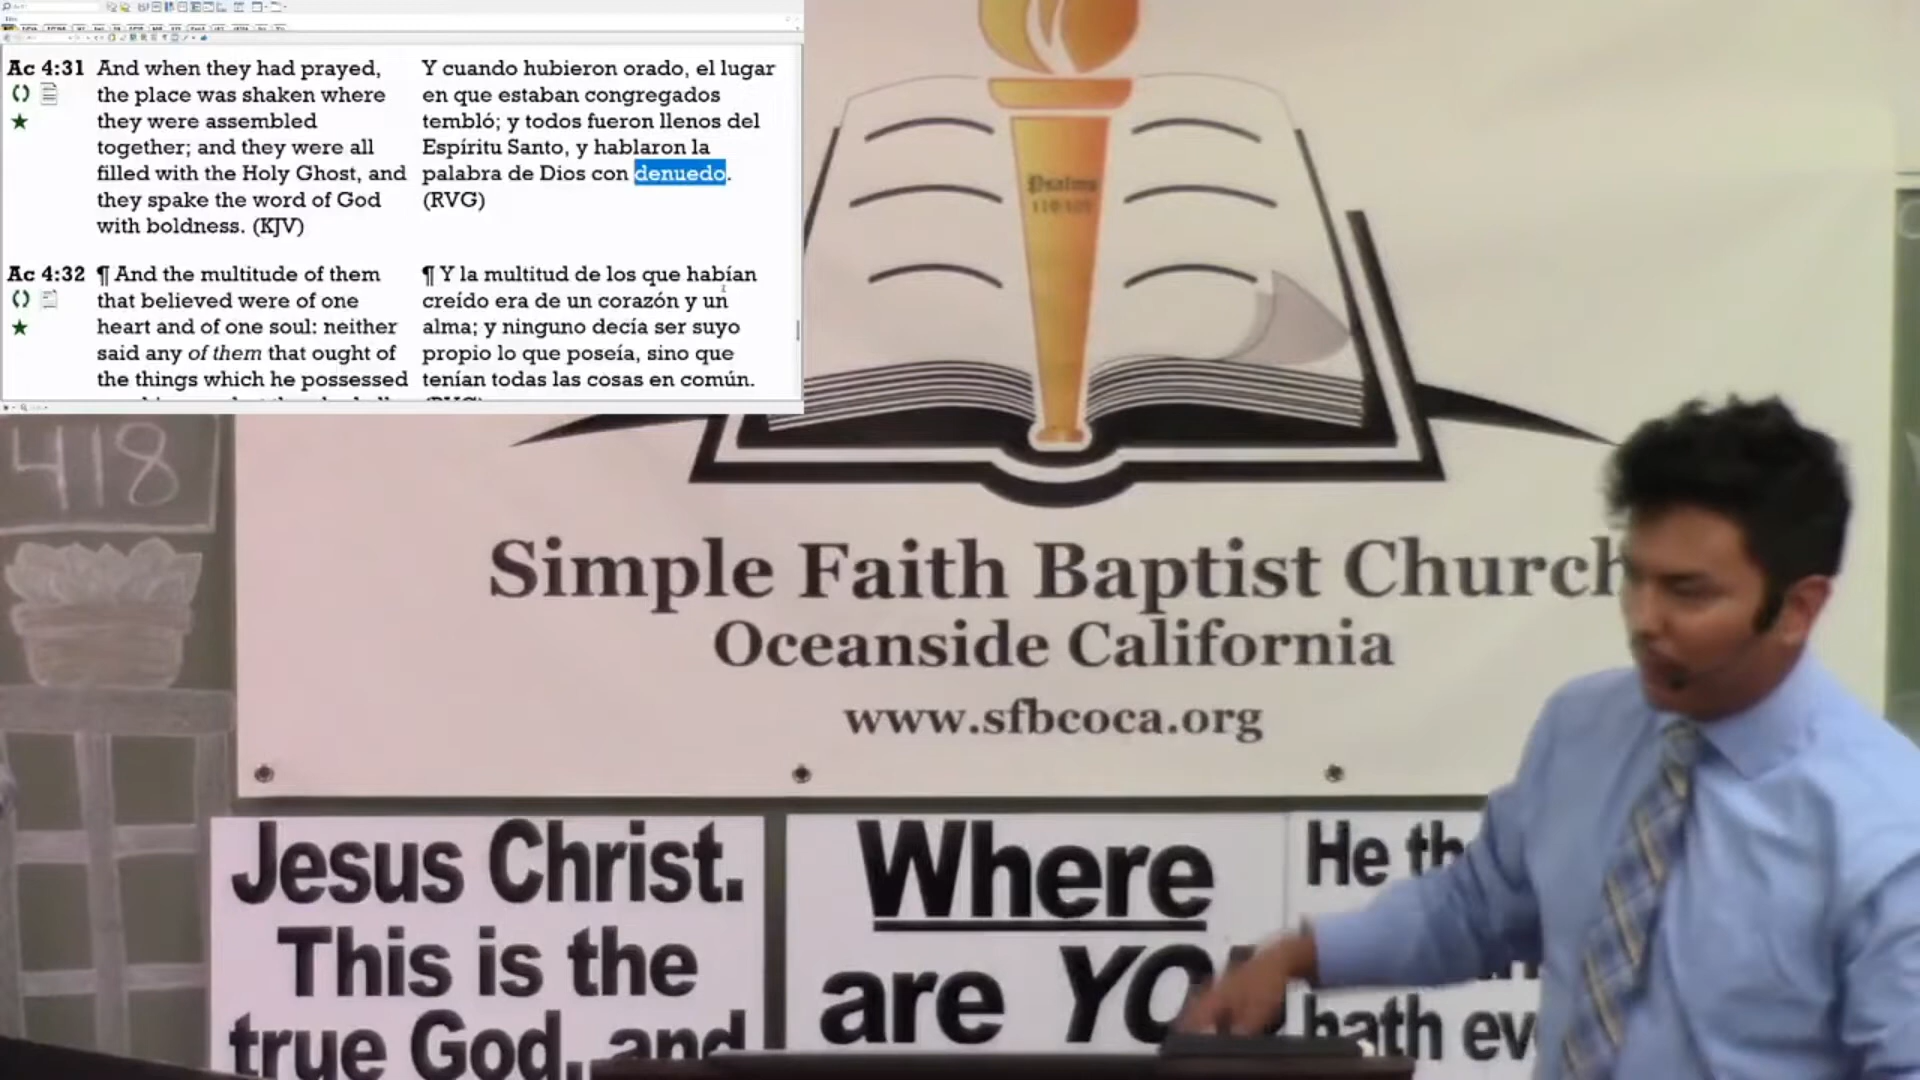 Ac 4:31
And when they had prayed,
the place was shaken where
they were assembled
together; and they were all
filled with the Holy Ghost, and
they spake the word of God
with boldness. (KJV)
Y cuando hubieron orado, el lugar
en que estaban congregados
tembló; y todos fueron llenos del
Espíritu Santo, y hablaron la
palabra de Dios con denuedo.
(RVG)
Ac 4:32
¶ And the multitude of them
that believed were of one
heart and of one soul: neither
said any of them that ought of
the things which he possessed
¶ Y la multitud de los que habían
creído era de un corazón y un
alma; y ninguno decía ser suyo
propio lo que poseía, sino que
tenían todas las cosas en común.
Psalms
418
Simple Faith Baptist Church
Oceanside California
www.sfbcoca.org
Jesus Christ.
This is the
true God, and
Where
are
He
hath